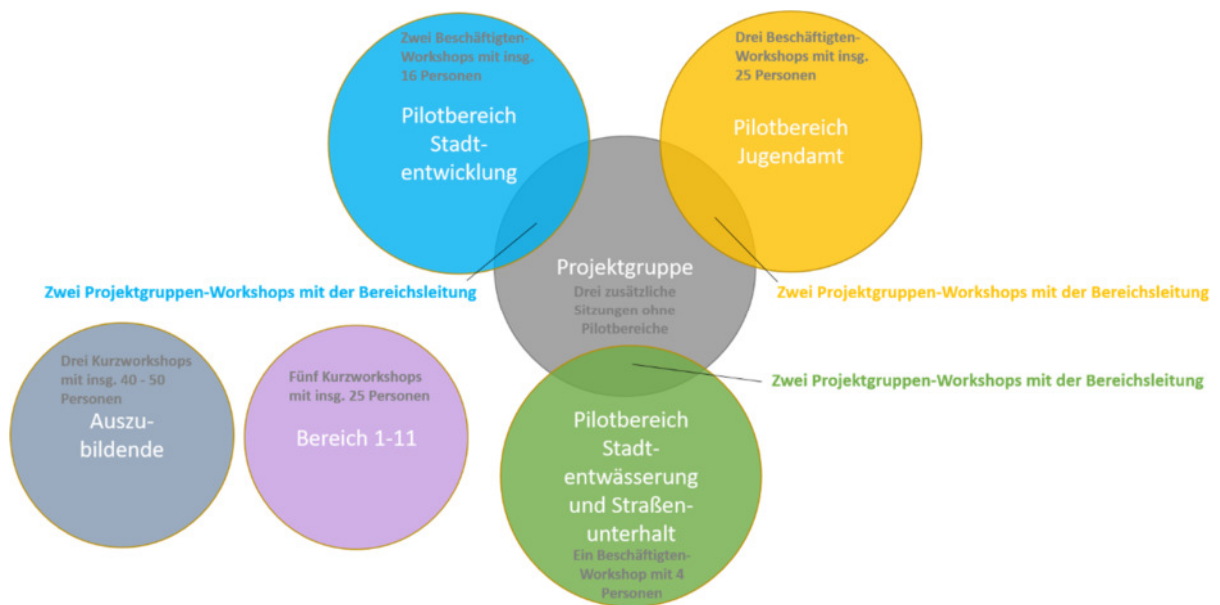 Zwei Beschäftigten-
Workshops mit insg.
16 Personen
Pilotbereich
Stadt-
entwicklung
Drei Beschäftigten-
Workshops mit insg.
25 Personen
Pilotbereich
Jugendamt
Projektgruppe
Drei zusätzliche
Sitzungen ohne
Pilotbereiche
Zwei Projektgruppen-Workshops mit der Bereichsleitung
Zwei Projektgruppen-Workshops mit der Bereichsleitung
Drei Kurzworkshops
mit insg. 40 - 50
Personen
Auszu-
bildende
Fünf Kurzworkshops
mit insg. 25 Personen
Bereich 1-11
Zwei Projektgruppen-Workshops mit der Bereichsleitung
Pilotbereich
Stadt-
entwässerung
und Straßen-
unterhalt
Ein Beschäftigten-
Workshop mit 4
Personen